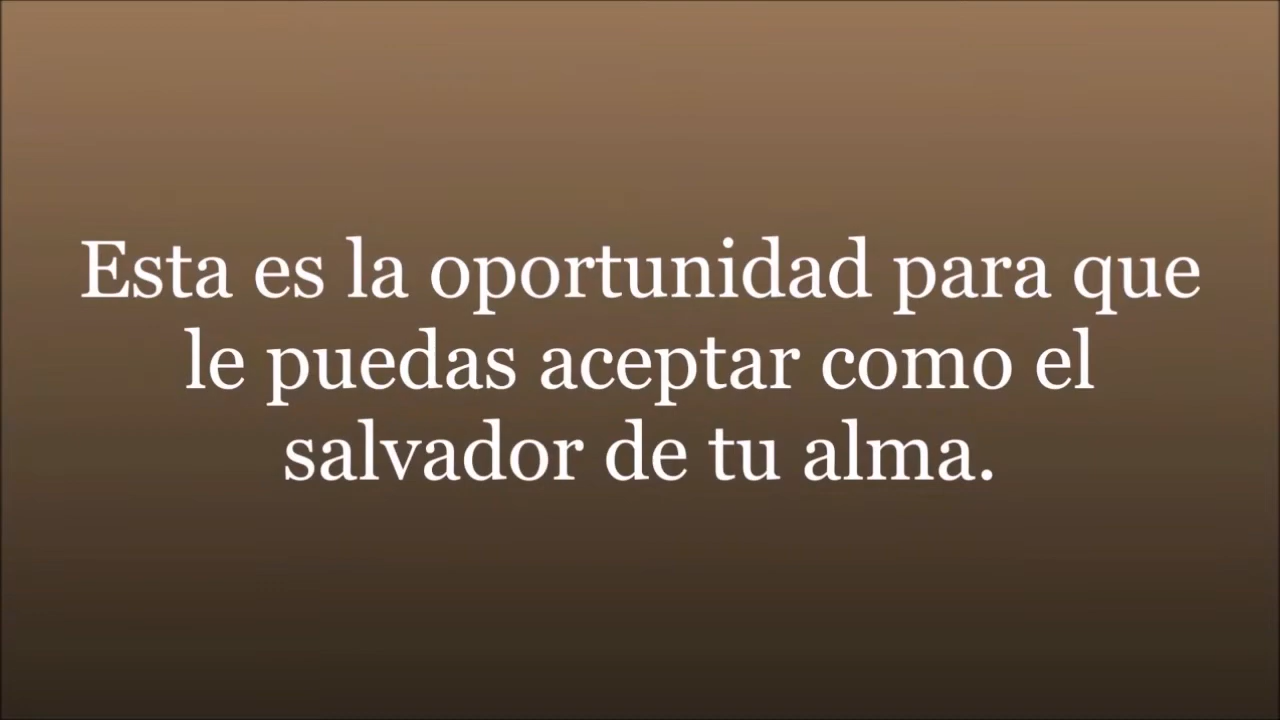 Esta es la oportunidad para que
le puedas aceptar como el
salvador de tu alma.